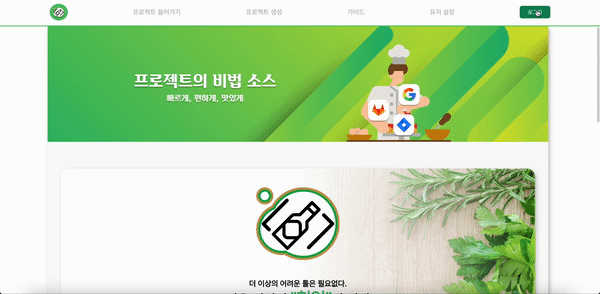 프로젝트 들어가기
프로젝트 생성
가이드
유저 설정
프로젝트의 비법 소스
빠르게, 편하게, 맛있게
더 이상의 어려운 툴은 필요없다.